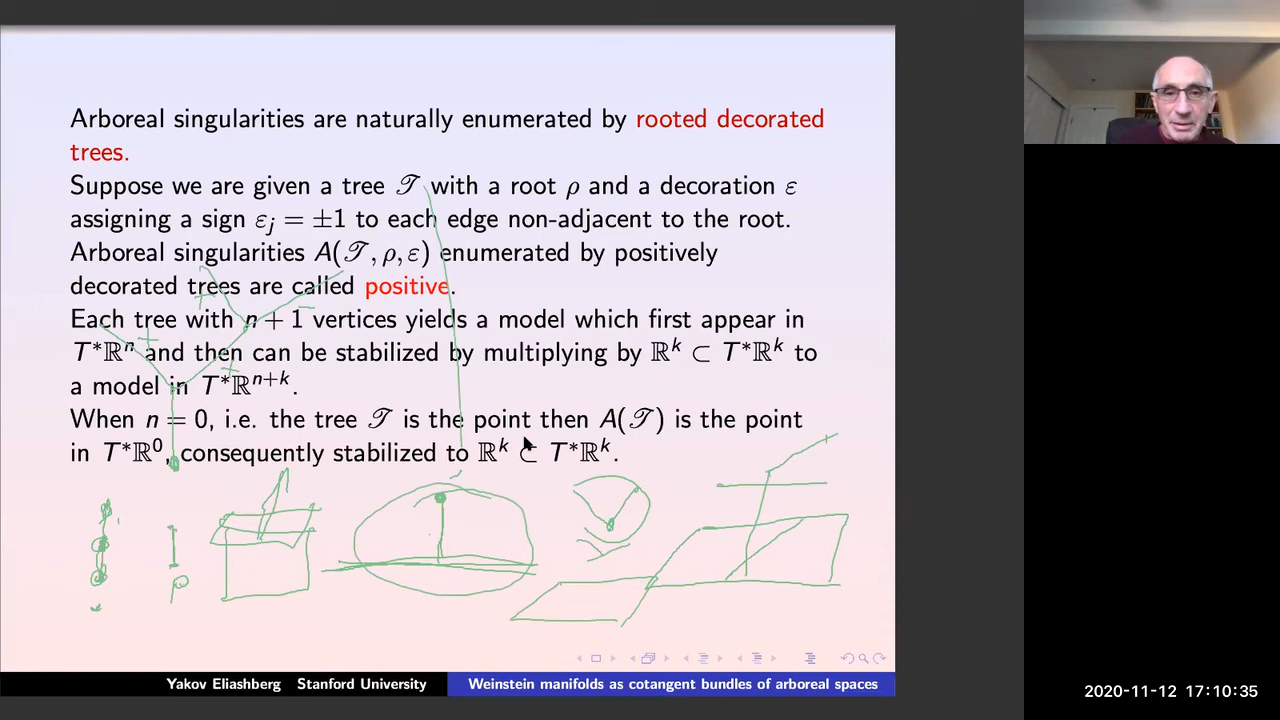 Arboreal singularities are naturally enumerated by rooted decorated
trees.
Suppose we are given a tree 𝒯 with a root ρ and a decoration ε
assigning a sign εⱼ = ±1 to each edge non-adjacent to the root.
Arboreal singularities A(𝒯, ρ, ε) enumerated by positively
decorated trees are called positive.
Each tree with n + 1 vertices yields a model which first appear in
T*ℝⁿ and then can be stabilized by multiplying by ℝᵏ ⊂ T*ℝᵏ to
a model in T*ℝⁿ⁺ᵏ.
When n = 0, i.e. the tree 𝒯 is the point then A(𝒯) is the point
in T*ℝ⁰, consequently stabilized to ℝᵏ ⊂ T*ℝᵏ.
ρ
Yakov Eliashberg Stanford University
Weinstein manifolds as cotangent bundles of arboreal spaces
2020-11-12 17:10:35